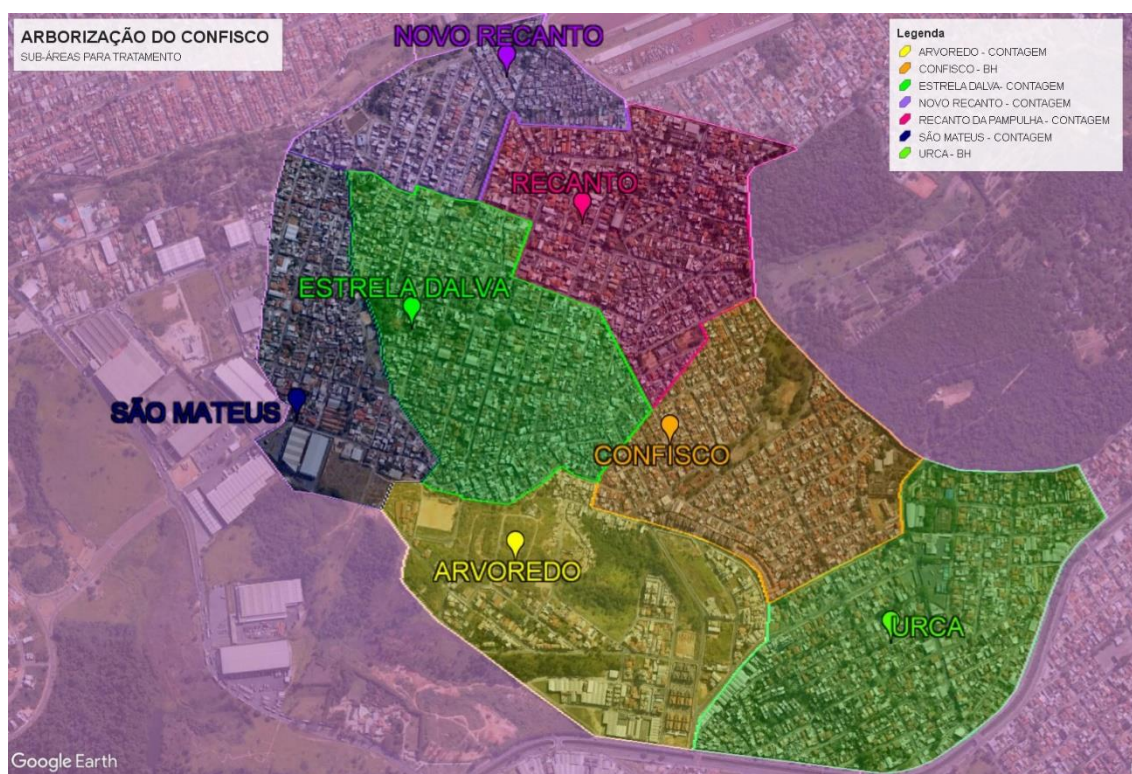 ARBORIZAÇÃO DO CONFISCO
SUB-ÁREAS PARA TRATAMENTO
NOVO RECANTO
Legenda
ARVOREDO - CONTAGEM
CONFISCO - BH
ESTRELA DALVA- CONTAGEM
NOVO RECANTO - CONTAGEM
RECANTO DA PAMPULHA - CONTAGEM
SÃO MATEUS - CONTAGEM
URCA - BH
RECANTO
ESTRELA DALVA
SÃO MATEUS
CONFISCO
ARVOREDO
URCA
Google Earth